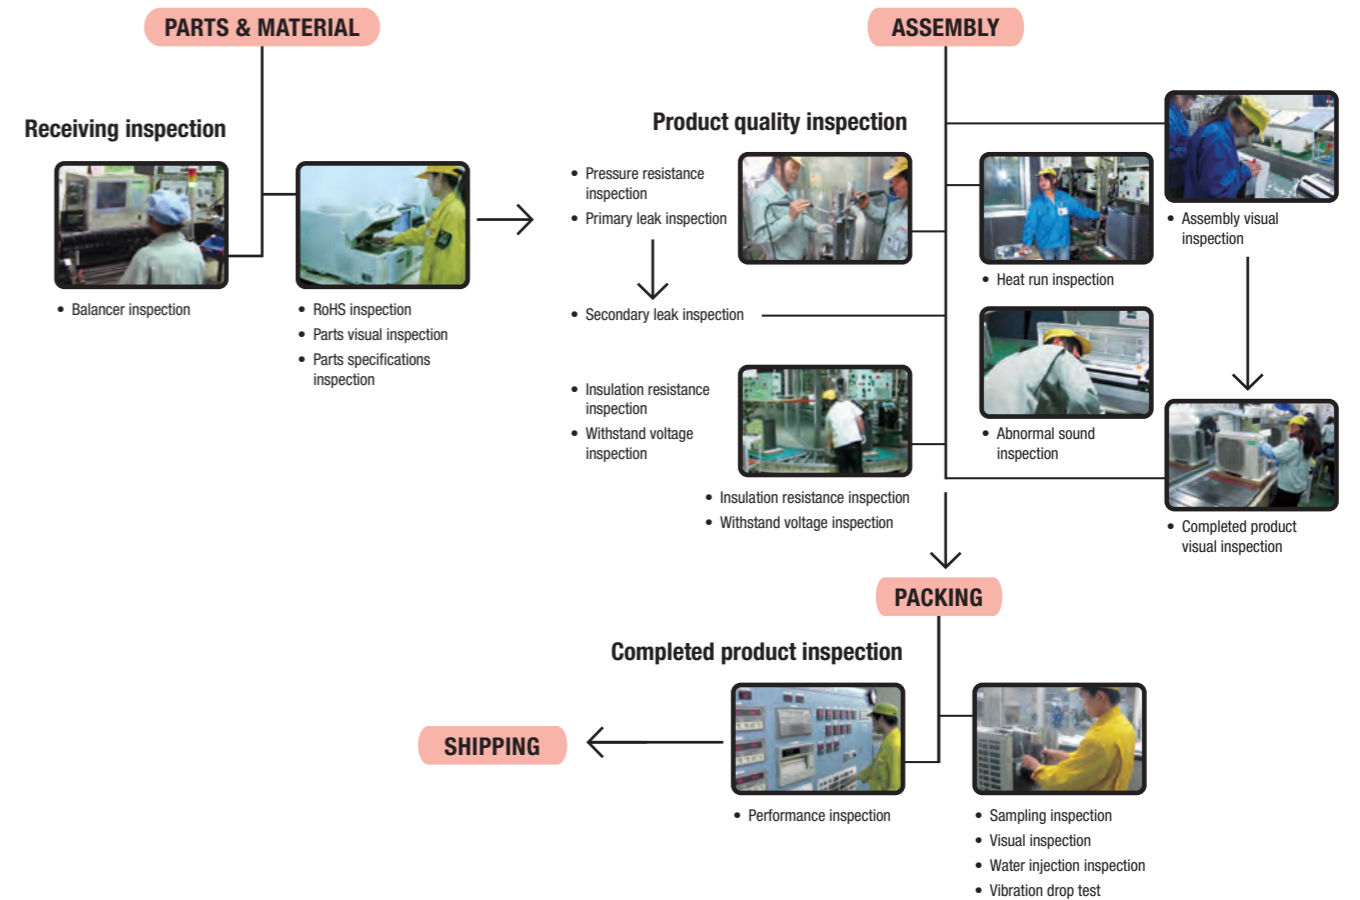 PARTS & MATERIAL
Receiving inspection
• Balancer inspection
• RoHS inspection
• Parts visual inspection
• Parts specifications
inspection
ASSEMBLY
Product quality inspection
• Pressure resistance
inspection
• Primary leak inspection
• Secondary leak inspection
• Insulation resistance
inspection
• Withstand voltage
inspection
• Insulation resistance inspection
• Withstand voltage inspection
• Heat run inspection
• Abnormal sound
inspection
• Assembly visual
inspection
• Completed product
visual inspection
PACKING
Completed product inspection
• Performance inspection
• Sampling inspection
• Visual inspection
• Water injection inspection
• Vibration drop test
SHIPPING